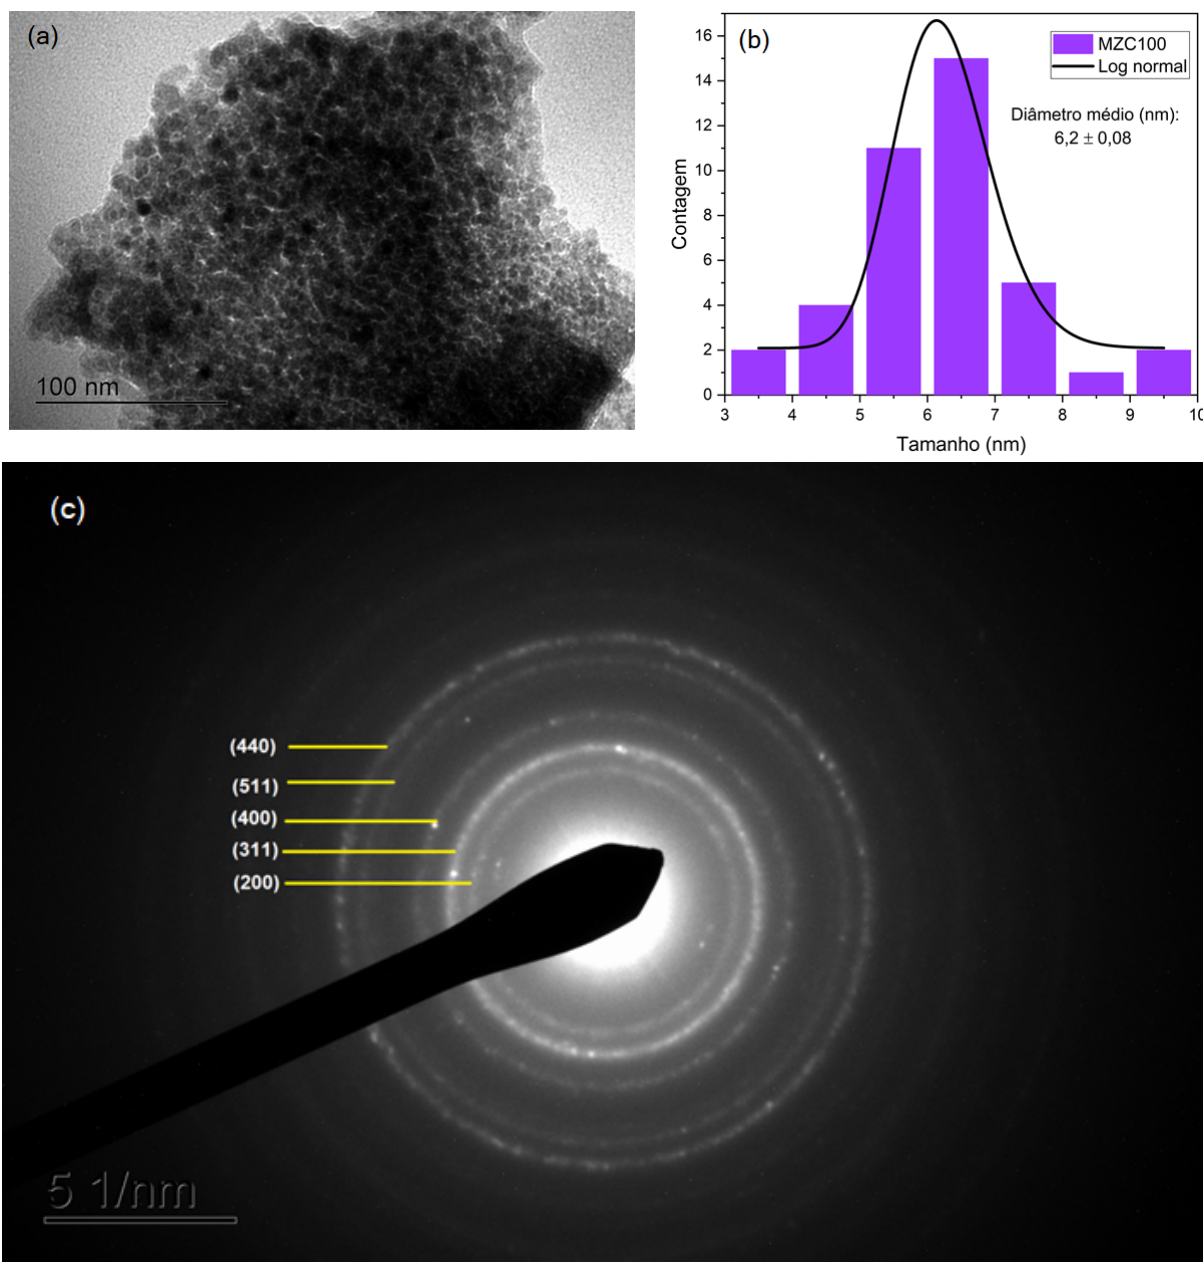 (a)
100 nm
(b)
MZC100
Log normal
Diâmetro médio (nm):
6,2 ± 0,08
Contagem
16
14
12
10
8
6
4
2
0
3 4 5 6 7 8 9 10
Tamanho (nm)
(c)
(440)
(511)
(400)
(311)
(200)
5 1/nm